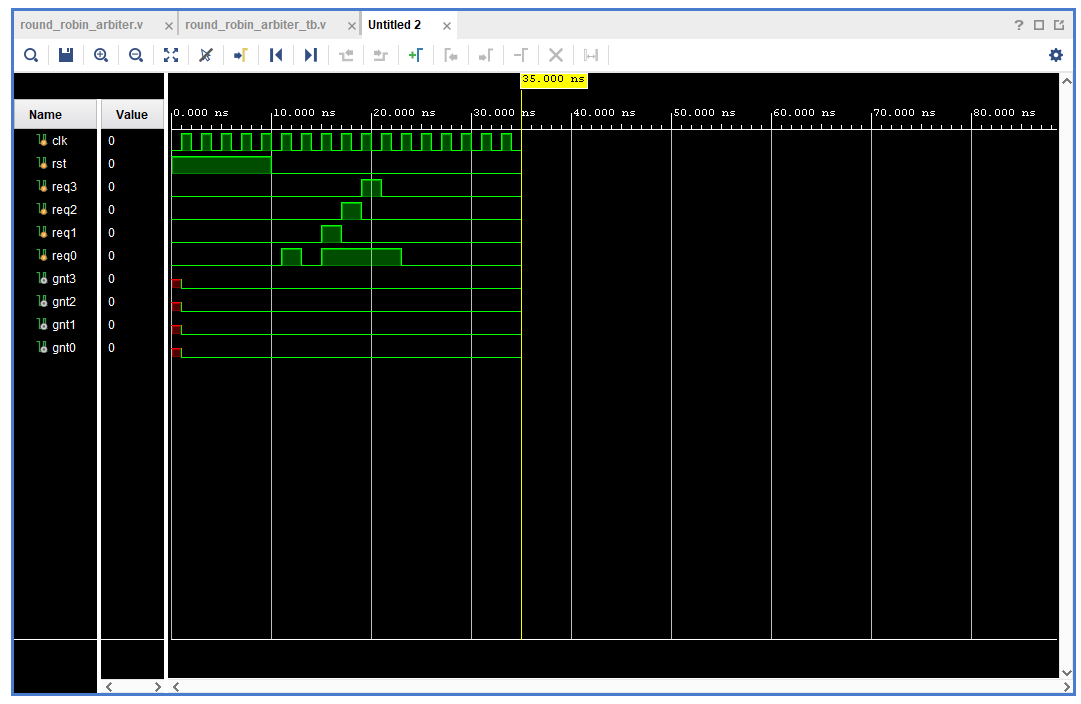 round_robin_arbiter.v × round_robin_arbiter_tb.v × Untitled 2 × ?
35.000 ns
Name Value 0.000 ns 10.000 ns 20.000 ns 30.000 ns 40.000 ns 50.000 ns 60.000 ns 70.000 ns 80.000 ns
clk 0
rst 0
req3 0
req2 0
req1 0
req0 0
gnt3 0
gnt2 0
gnt1 0
gnt0 0